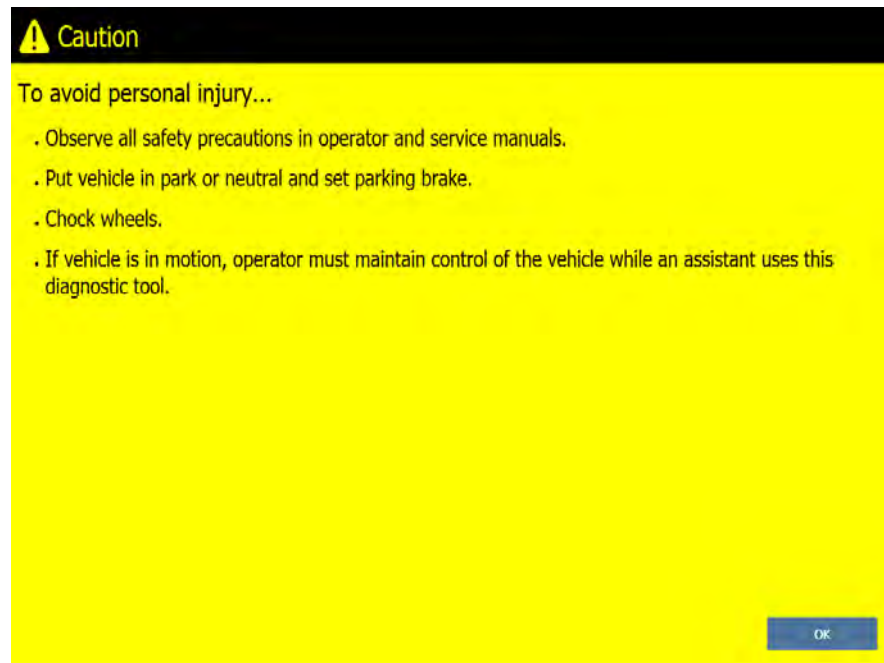 Caution
To avoid personal injury...
. Observe all safety precautions in operator and service manuals.
. Put vehicle in park or neutral and set parking brake.
. Chock wheels.
. If vehicle is in motion, operator must maintain control of the vehicle while an assistant uses this
diagnostic tool.
OK